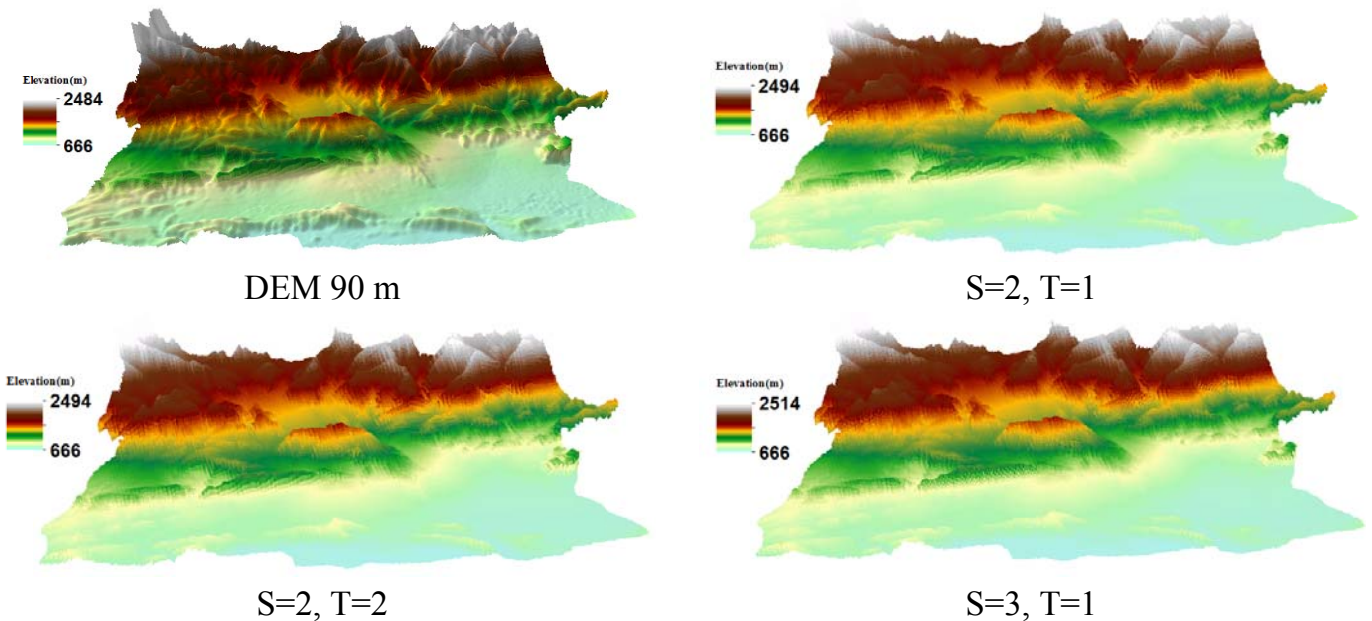 Elevation(m)
2484
666
DEM 90 m
Elevation(m)
2494
666
S=2, T=1
Elevation(m)
2494
666
S=2, T=2
Elevation(m)
2514
666
S=3, T=1